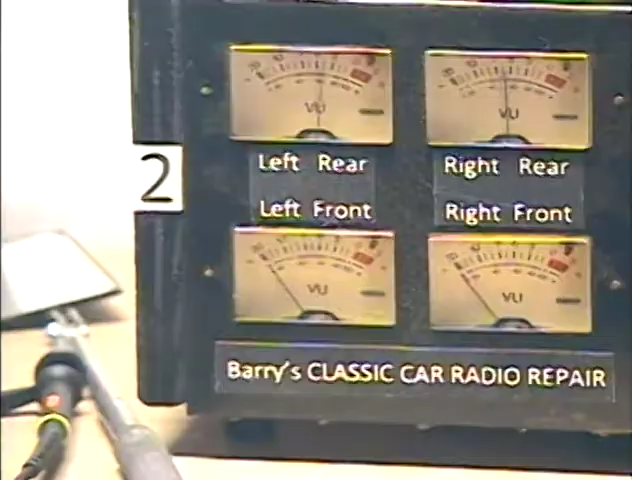 VU
VU
2
Left Rear
Right Rear
Left Front
Right Front
VU
VU
Barry's CLASSIC CAR RADIO REPAIR